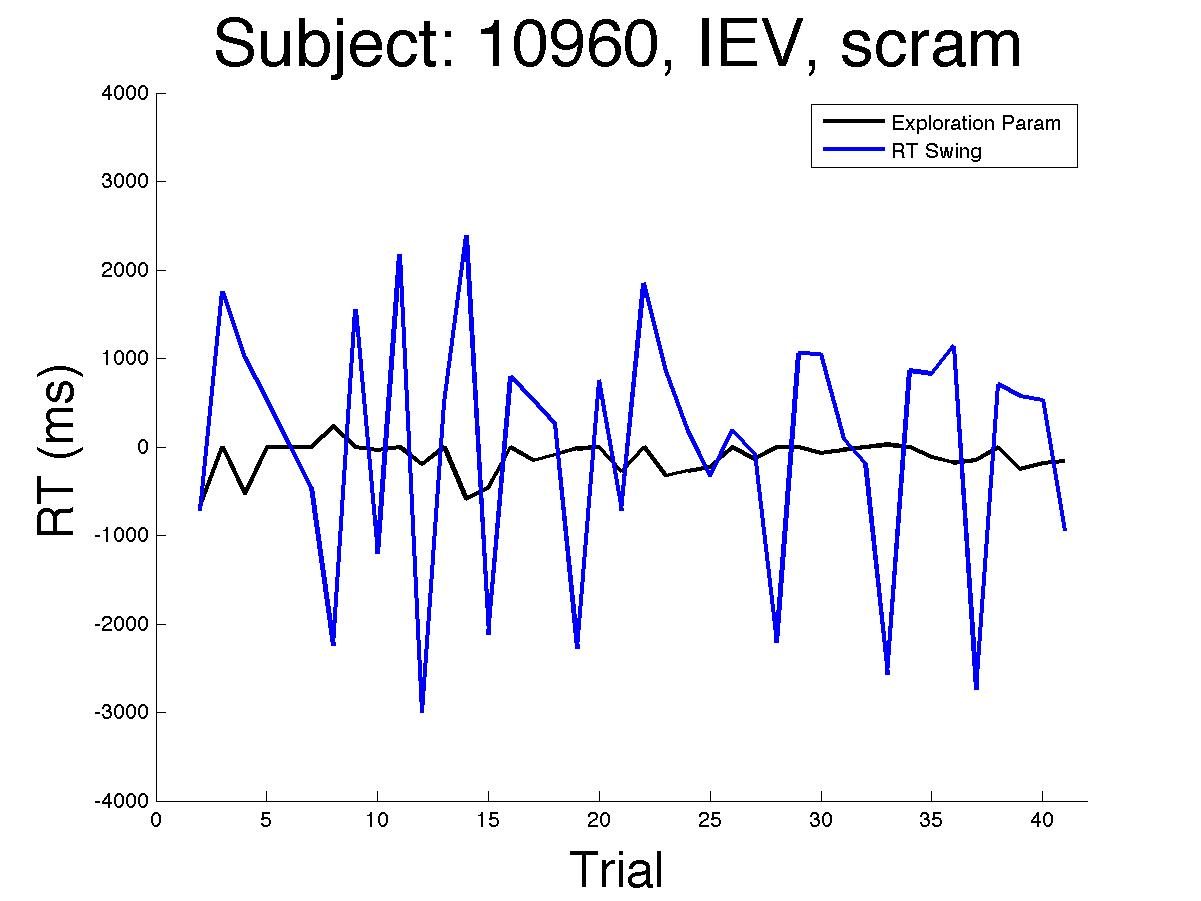 Subject: 10960, IEV, scram
4000
3000
2000
1000
0
-1000
-2000
-3000
-4000
RT (ms)
Exploration Param
RT Swing
0 5 10 15 20 25 30 35 40
Trial